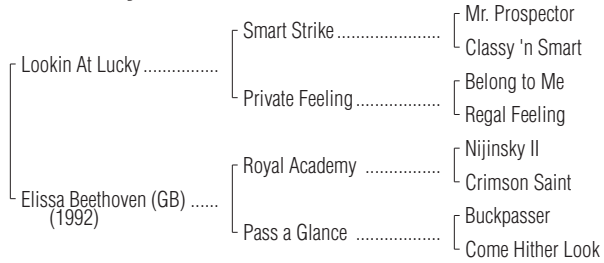 Mr. Prospector
Smart Strike ....................
Classy 'n Smart
Lookin At Lucky................
Belong to Me
Private Feeling .................
Regal Feeling
Nijinsky II
Royal Academy ...............
Crimson Saint
Elissa Beethoven (GB) ......
(1992)
Buckpasser
Pass a Glance .................
Come Hither Look